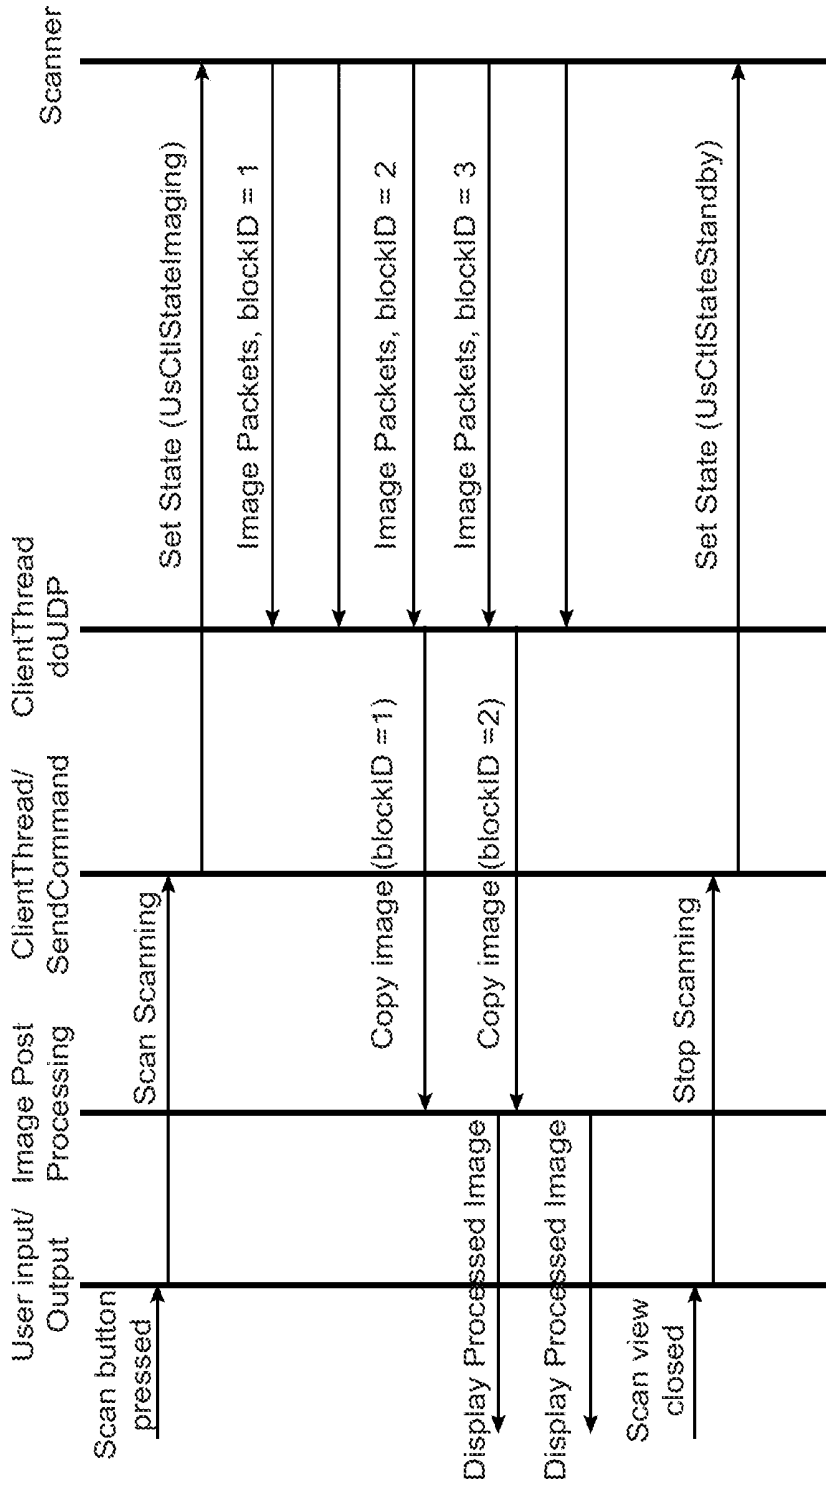 User input/
Output
Image Post
Processing
ClientThread/
SendCommand
ClientThread
doUDP
Scanner
Scan button
pressed
Scan Scanning
Set State (UsCtlStateImaging)
Image Packets, blockID = 1
Image Packets, blockID = 2
Copy image (blockID =1)
Image Packets, blockID = 3
Display Processed Image
Copy image (blockID =2)
Display Processed Image
Scan view
closed
Stop Scanning
Set State (UsCtlStateStandby)